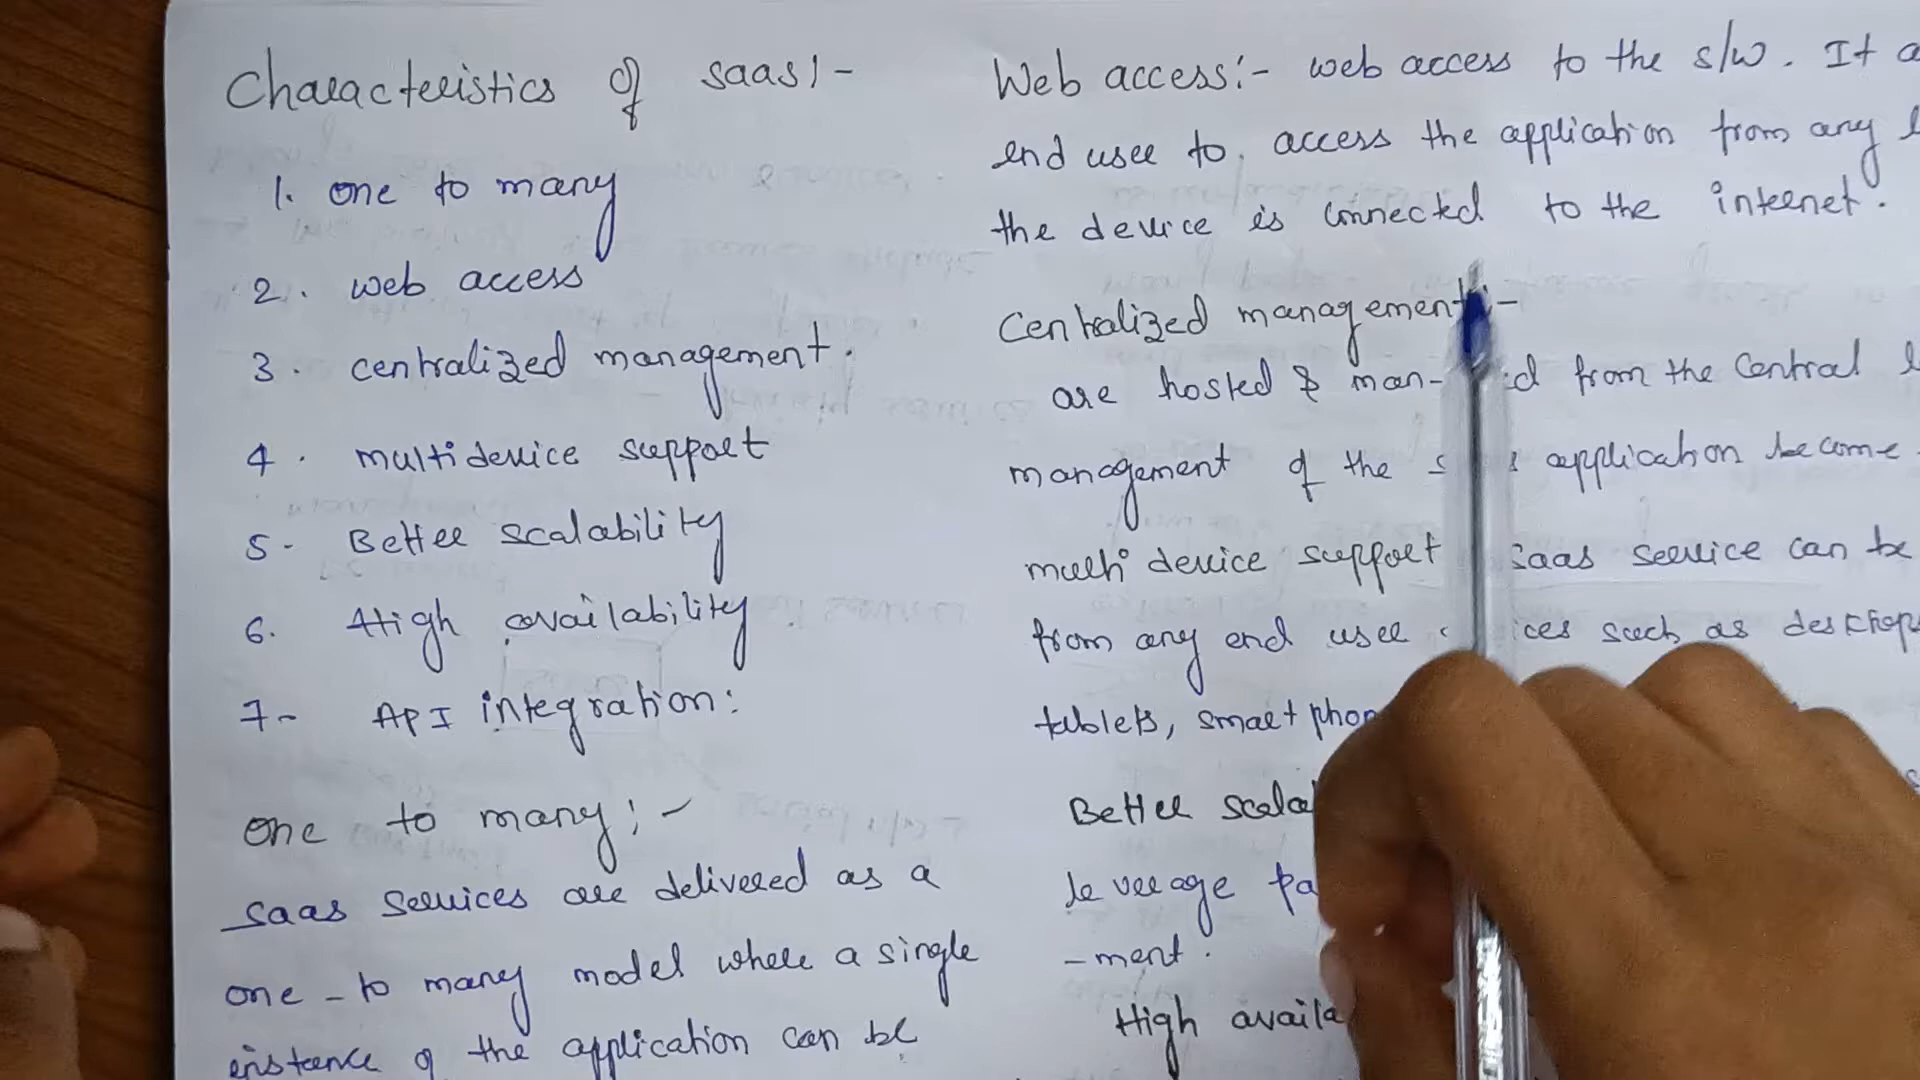 Characteristics of saas:-
1. one to many
2. web access
3. centralized management.
4. multidevice support
5- Better scalability
6. High availability
7- API integration:
one to many:-
saas services are delivered as a
one-to many model where a single
instance of the application can be
Web access:- web access to the s/w. It
end user to access the application from any
the device is connected to the internet.
Centralized management:-
are hosted & man- from the Central
management of the application become
multi device support saas service can be
from any end user such as desktops
tablets, smart
Better
leverage
-ment.
High